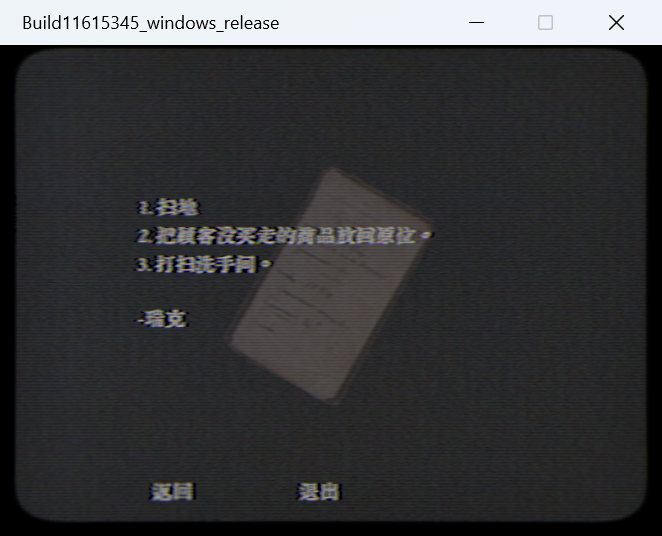 Build11615345_windows_release
1. 扫地
2. 把顾客没买走的商品放回原位。
3. 打扫洗手间。
-瑞克
返回 退出